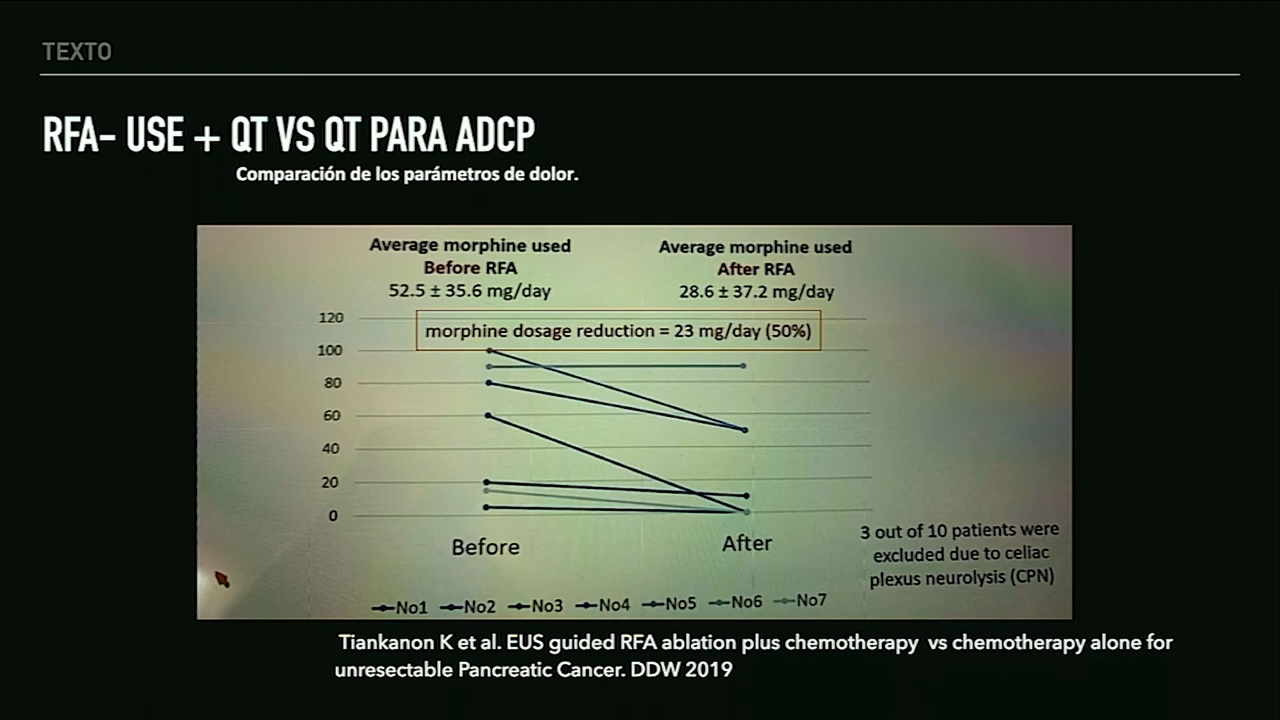 TEXTO
RFA- USE + QT VS QT PARA ADCP
Comparación de los parámetros de dolor.
Average morphine used
Before RFA
52.5 ± 35.6 mg/day
Average morphine used
After RFA
28.6 ± 37.2 mg/day
morphine dosage reduction = 23 mg/day (50%)
120
100
80
60
40
20
0
Before
After
3 out of 10 patients were
excluded due to celiac
plexus neurolysis (CPN)
No1 No2 No3 No4 No5 No6 No7
Tiankanon K et al. EUS guided RFA ablation plus chemotherapy vs chemotherapy alone for
unresectable Pancreatic Cancer. DDW 2019